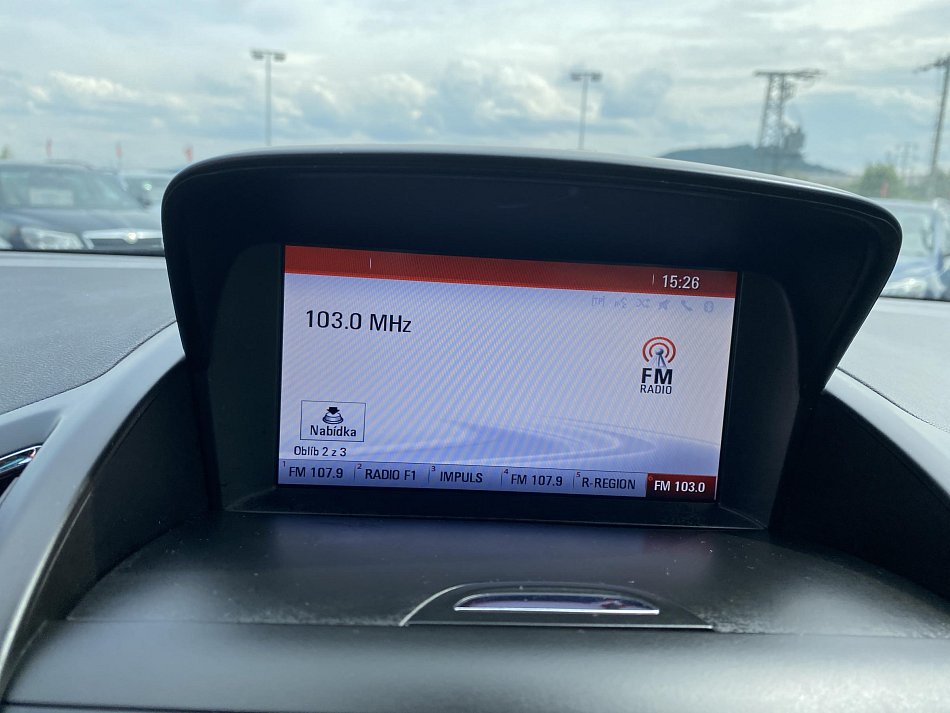 15:26
103.0 MHz
FM
RADIO
Nabídka
Oblíb 2 z 3
1 FM 107.9 2 RADIO F1 3 IMPULS 4 FM 107.9 5 R-REGION 6 FM 103.0